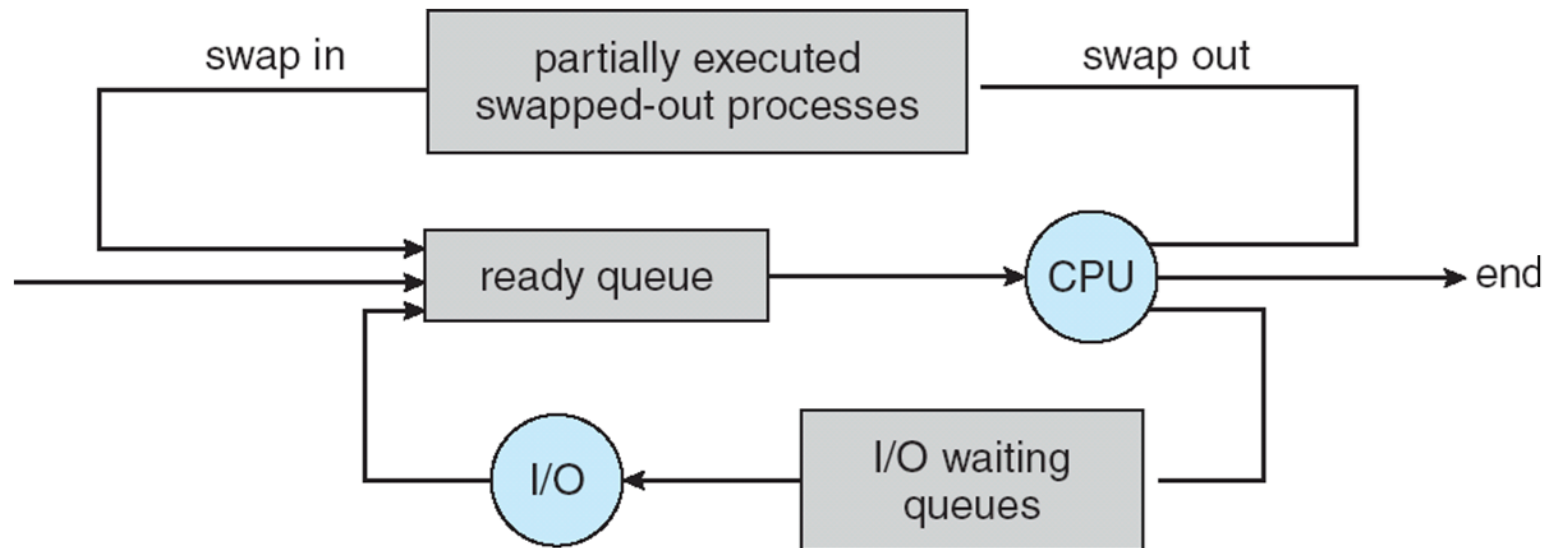 swap in
partially executed
swapped-out processes
swap out
ready queue
CPU
end
I/O
I/O waiting
queues